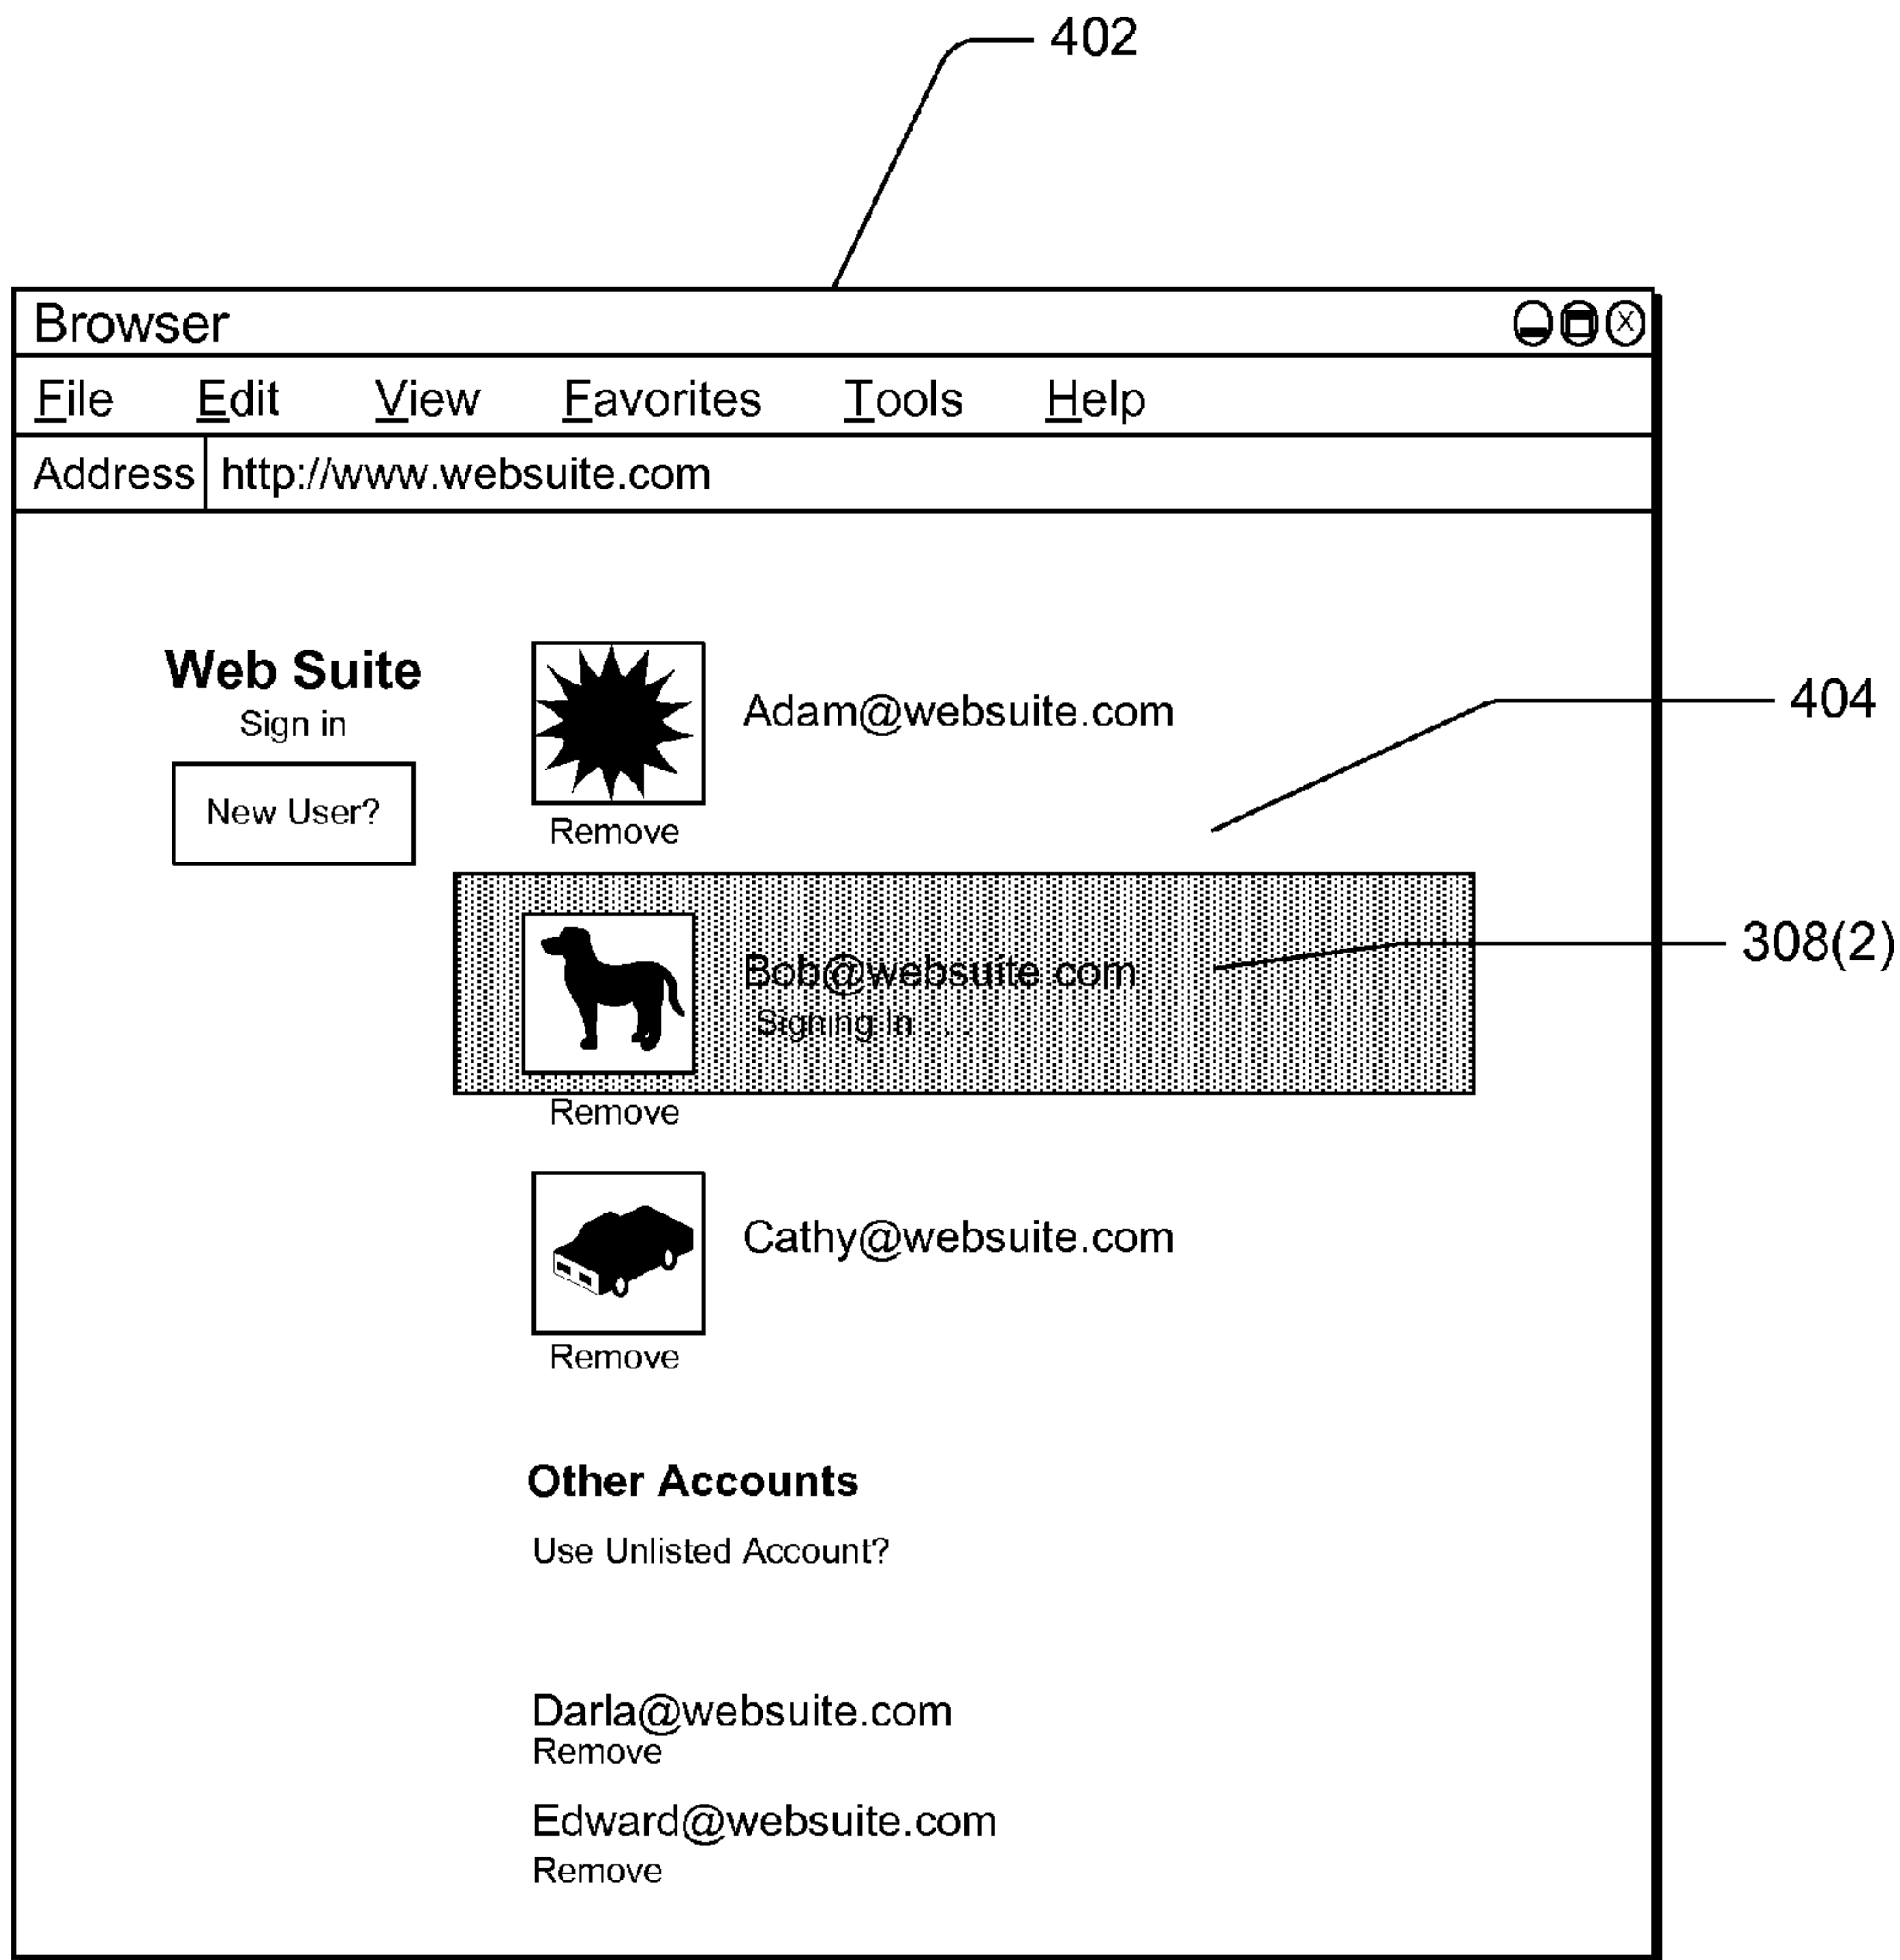 402
Browser
X
File Edit View Favorites Tools Help
Address http://www.websuite.com
Web Suite
Sign in
New User?
Adam@websuite.com
Remove
404
Bob@websuite.com
Signing In . . .
Remove
308(2)
Cathy@websuite.com
Remove
Other Accounts
Use Unlisted Account?
Darla@websuite.com
Remove
Edward@websuite.com
Remove